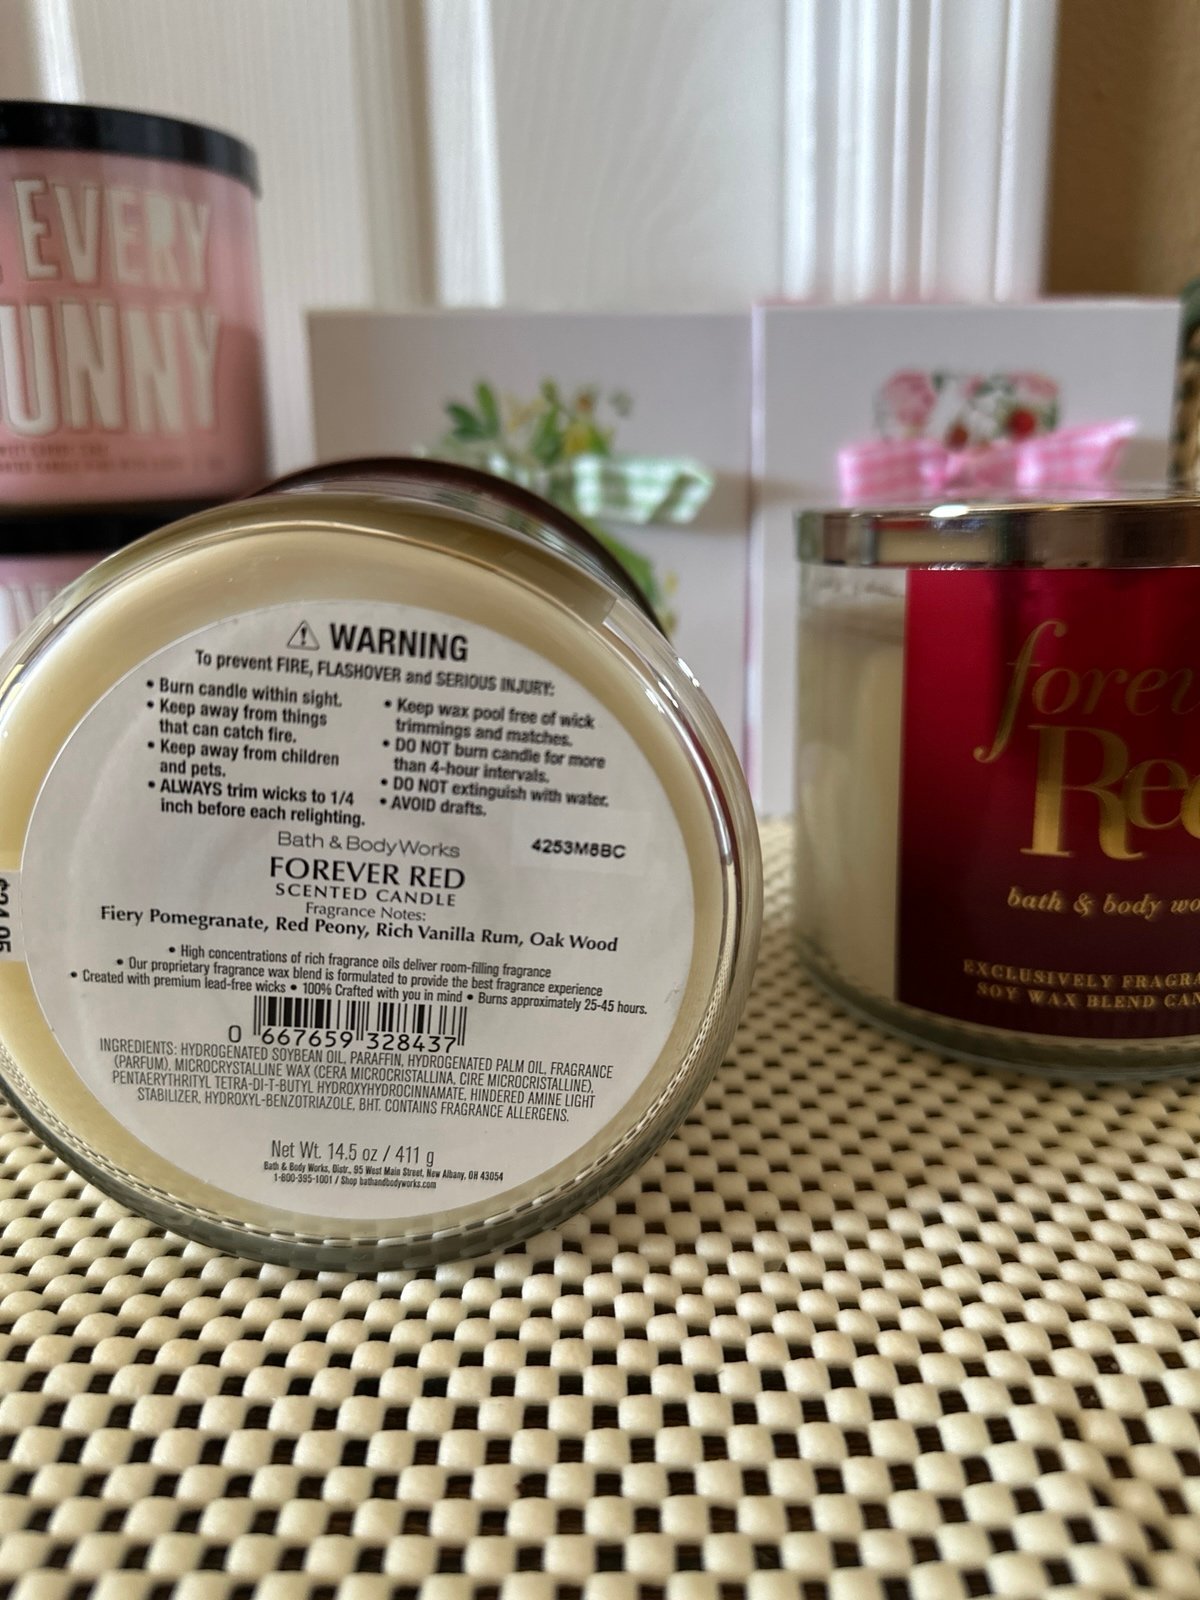 EVERY
UNNY
⚠ WARNING
To prevent FIRE, FLASHOVER and SERIOUS INJURY:
• Burn candle within sight.
• Keep away from things
that can catch fire.
• Keep away from children
and pets.
• ALWAYS trim wicks to 1/4
inch before each relighting.
• Keep wax pool free of wick
trimmings and matches.
• DO NOT burn candle for more
than 4-hour intervals.
• DO NOT extinguish with water.
• AVOID drafts.
Bath & Body Works
4253M8BC
FOREVER RED
SCENTED CANDLE
Fragrance Notes:
Fiery Pomegranate, Red Peony, Rich Vanilla Rum, Oak Wood
• High concentrations of rich fragrance oils deliver room-filling fragrance
• Our proprietary fragrance wax blend is formulated to provide the best fragrance experience
• Created with premium lead-free wicks • 100% Crafted with you in mind • Burns approximately 25-45 hours.
0 667659 328437
INGREDIENTS: HYDROGENATED SOYBEAN OIL, PARAFFIN, HYDROGENATED PALM OIL, FRAGRANCE
(PARFUM), MICROCRYSTALLINE WAX (CERA MICROCRISTALLINA, CIRE MICROCRISTALLINE),
PENTAERYTHRITYL TETRA-DI-T-BUTYL HYDROXYHYDROCINNAMATE, HINDERED AMINE LIGHT
STABILIZER, HYDROXYL-BENZOTRIAZOLE, BHT. CONTAINS FRAGRANCE ALLERGENS.
Net Wt. 14.5 oz / 411 g
Bath & Body Works, Distr., 95 West Main Street, New Albany, OH 43054
1-800-395-1001 / Shop bathandbodyworks.com
forev
Red
bath & body wo
EXCLUSIVELY FRAGRA
SOY WAX BLEND CAN